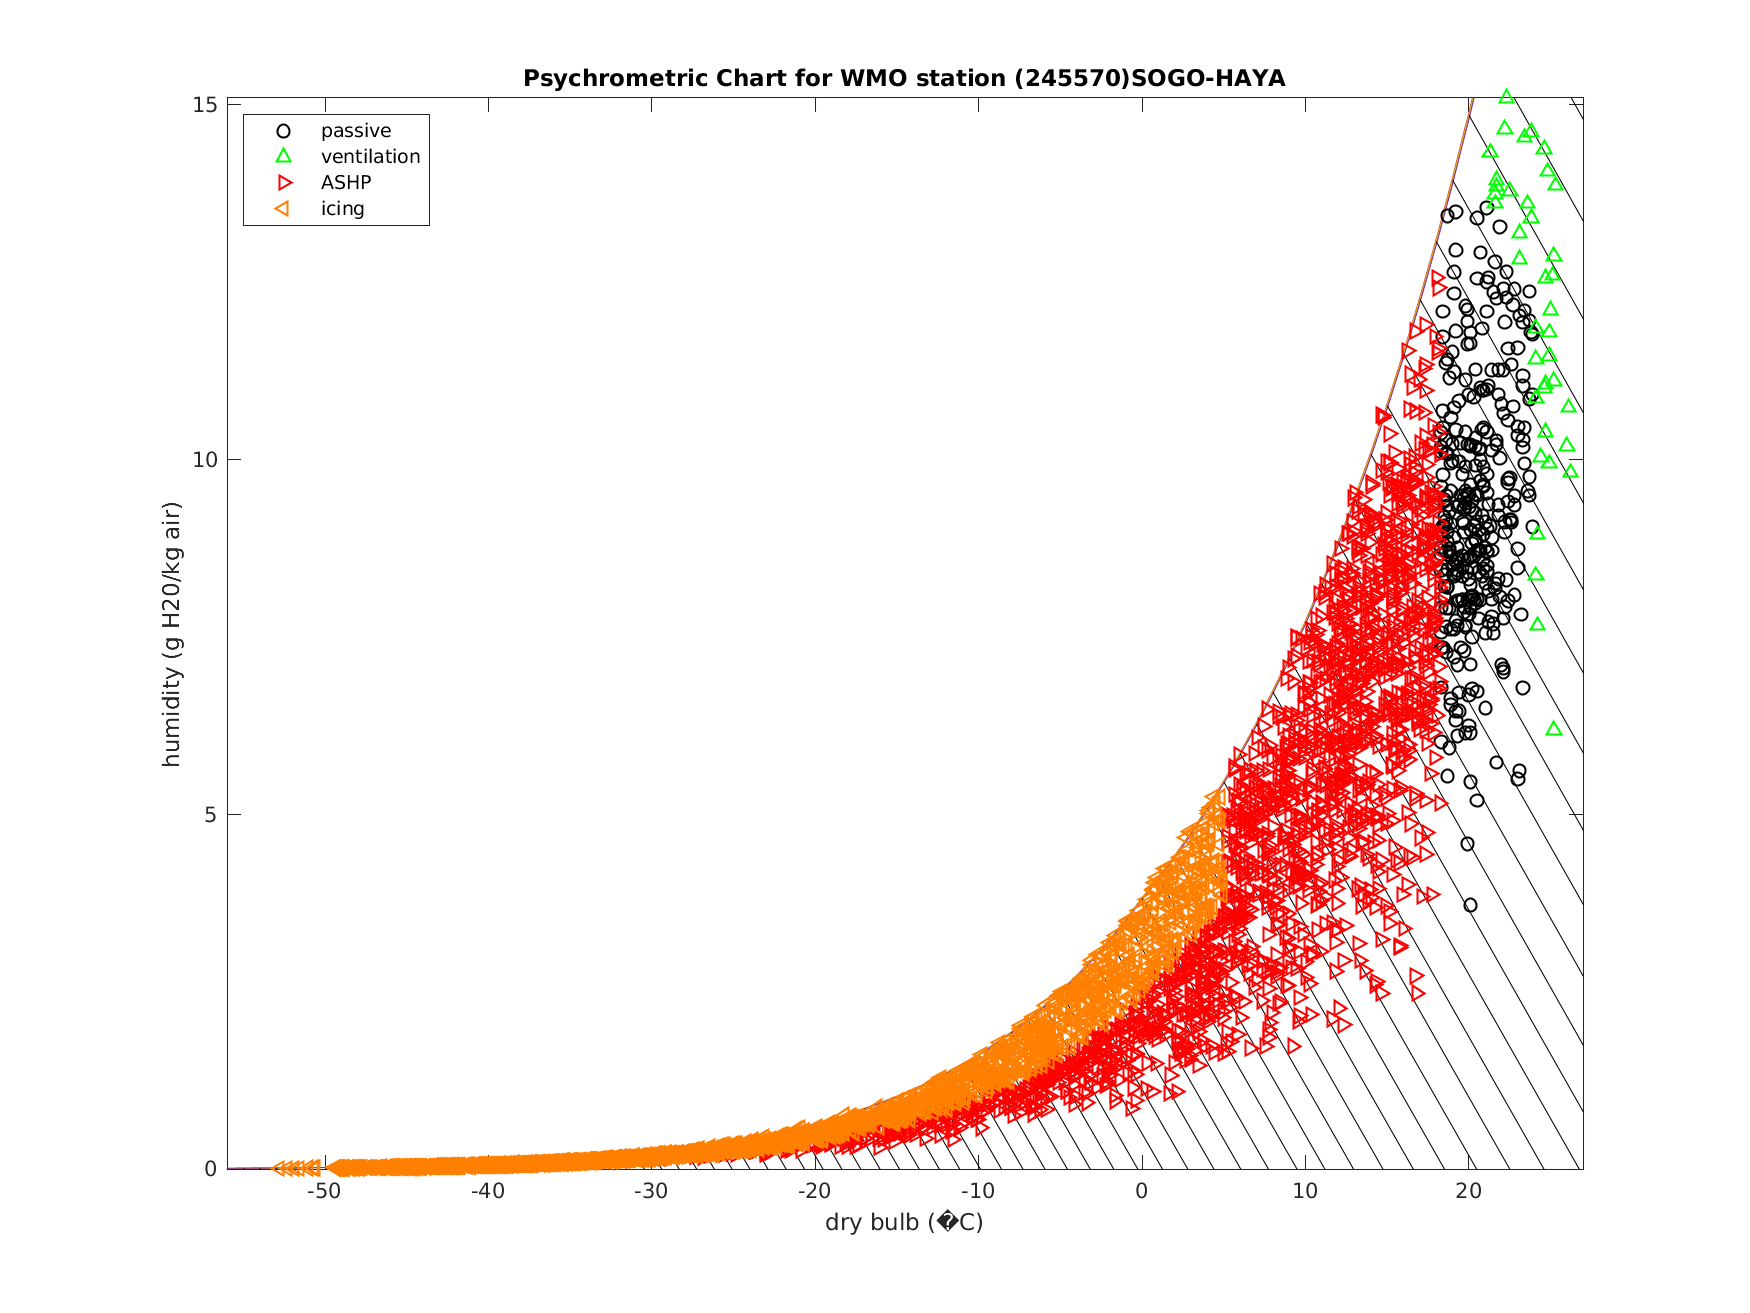 Psychrometric Chart for WMO station (245570)SOGO-HAYA
passive
ventilation
ASHP
icing
15
10
5
0
humidity (g H20/kg air)
-50 -40 -30 -20 -10 0 10 20
dry bulb (�C)